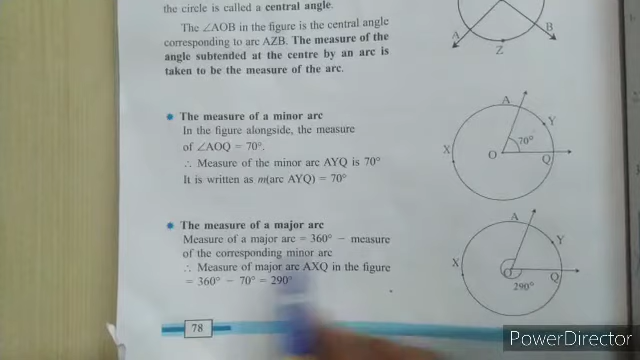 the circle is called a central angle.
The ∠AOB in the figure is the central angle
corresponding to arc AZB. The measure of the
angle subtended at the centre by an arc is
taken to be the measure of the arc.
A
B
Z
* The measure of a minor arc
In the figure alongside, the measure
of ∠AOQ = 70°.
∴ Measure of the minor arc AYQ is 70°
It is written as m(arc AYQ) = 70°
A
Y
X
70°
O
Q
* The measure of a major arc
Measure of a major arc = 360° − measure
of the corresponding minor arc
∴ Measure of major arc AXQ in the figure
= 360° − 70° = 290°
A
Y
X
O
Q
290°
78
PowerDirector